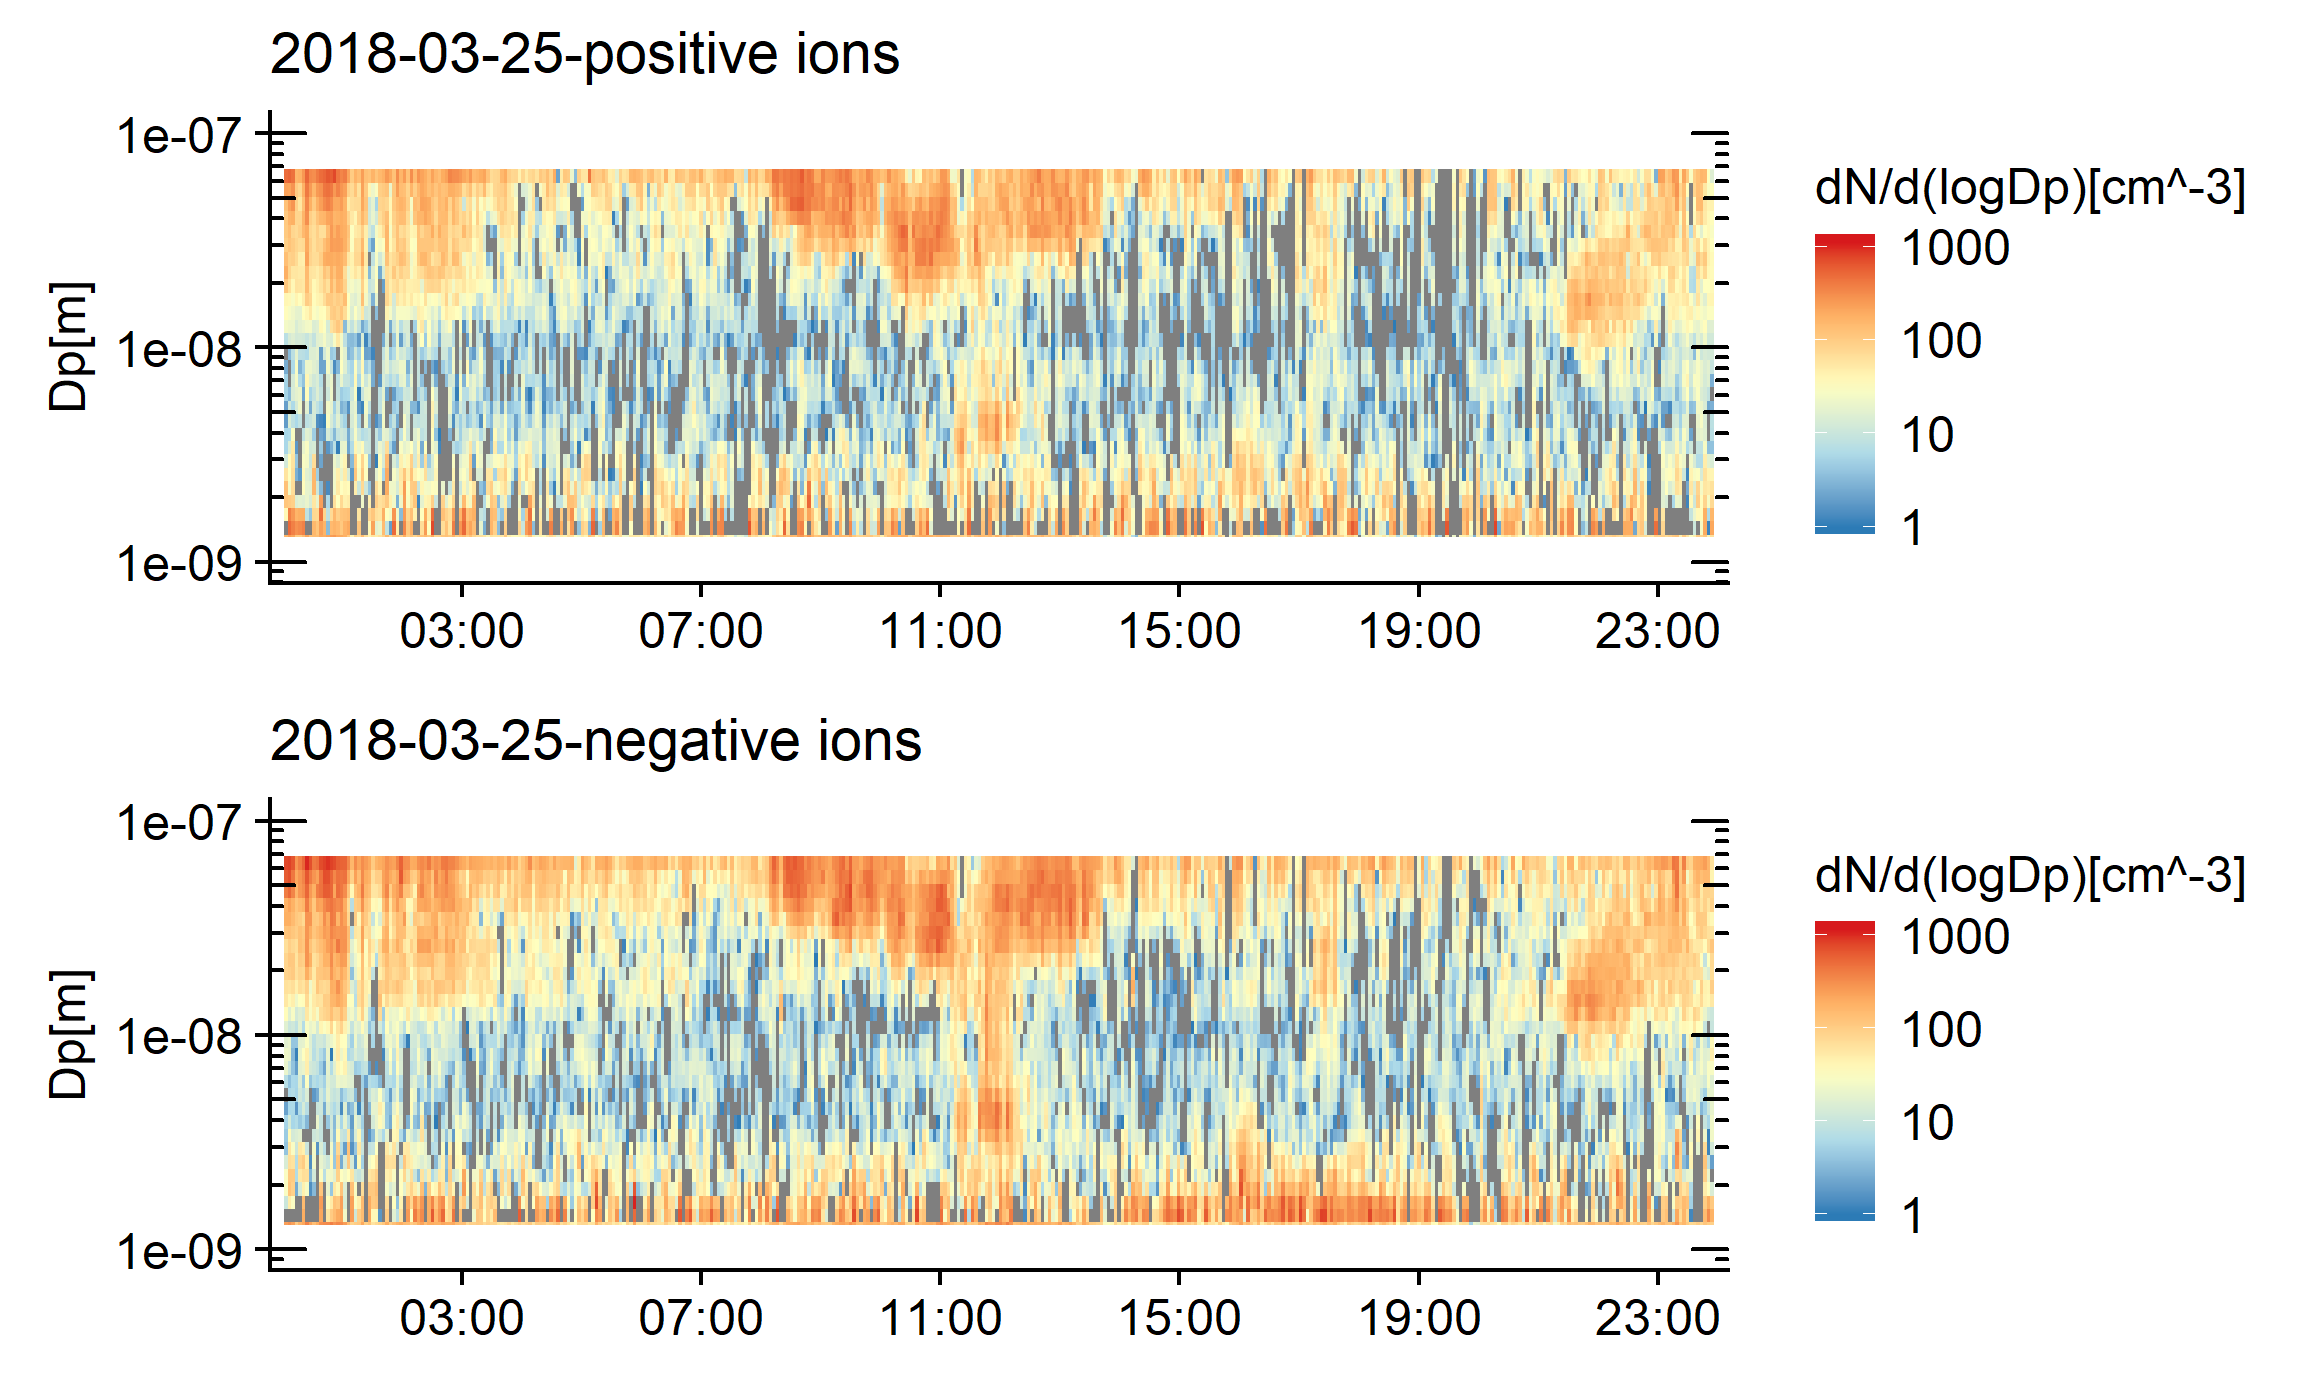 2018-03-25-positive ions
1e-07
1e-08
1e-09
Dp[m]
03:00 07:00 11:00 15:00 19:00 23:00
dN/d(logDp)[cm^-3]
1000
100
10
1
2018-03-25-negative ions
1e-07
1e-08
1e-09
Dp[m]
03:00 07:00 11:00 15:00 19:00 23:00
dN/d(logDp)[cm^-3]
1000
100
10
1